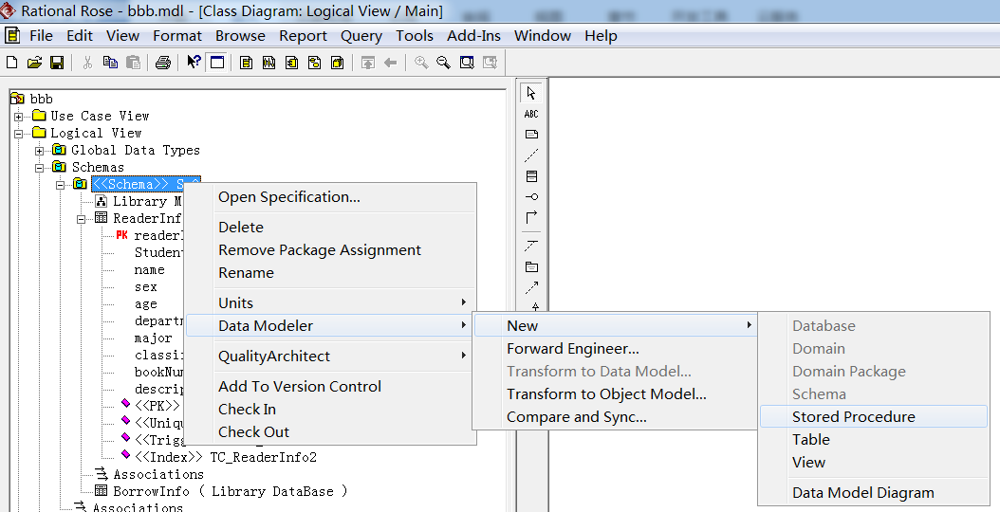 Rational Rose - bbb.mdl - [Class Diagram: Logical View / Main]
File Edit View Format Browse Report Query Tools Add-Ins Window Help
bbb
Use Case View
Logical View
Global Data Types
Schemas
<<Schema>>
Library M
ReaderInf
PK reader
Student
name
sex
age
departm
major
classi
bookNu
descrip
<<PK>>
<<Uniqu
<<Trigg
<<Index>> TC_ReaderInfo2
Associations
BorrowInfo ( Library DataBase )
Associations
Open Specification...
Delete
Remove Package Assignment
Rename
Units
Data Modeler
QualityArchitect
Add To Version Control
Check In
Check Out
ABC
New
Forward Engineer...
Transform to Data Model...
Transform to Object Model...
Compare and Sync...
Database
Domain
Domain Package
Schema
Stored Procedure
Table
View
Data Model Diagram